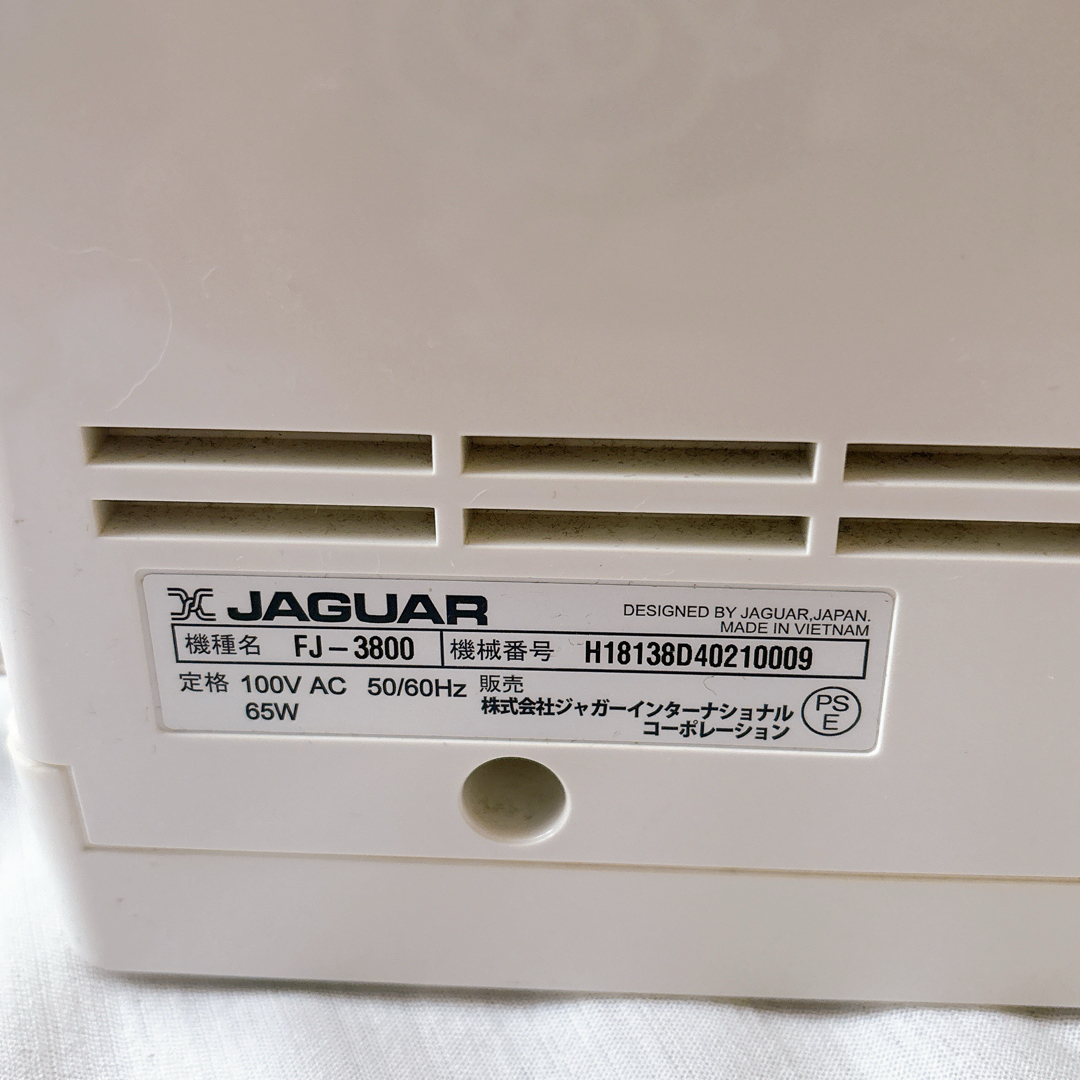 JAGUAR
DESIGNED BY JAGUAR,JAPAN.
MADE IN VIETNAM
機種名 FJ-3800 機械番号 H18138D40210009
定格 100V AC 50/60Hz 販売
65W
株式会社ジャガーインターナショナル
コーポレーション
PS
E